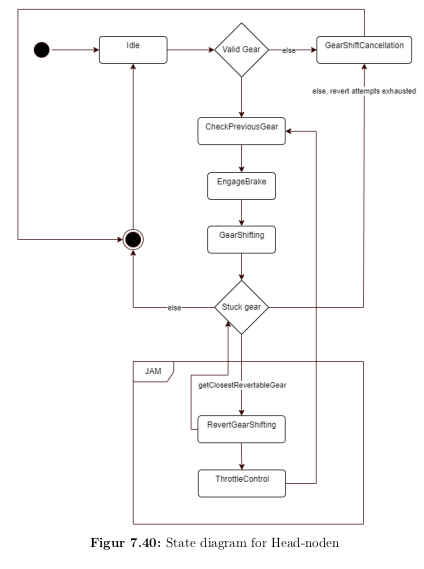 Idle
Valid Gear
else
GearShiftCancellation
else, revert attempts exhausted
CheckPreviousGear
EngageBrake
GearShifting
Stuck gear
else
JAM
getClosestRevertableGear
RevertGearShifting
ThrottleControl
Figur 7.40: State diagram for Head-noden